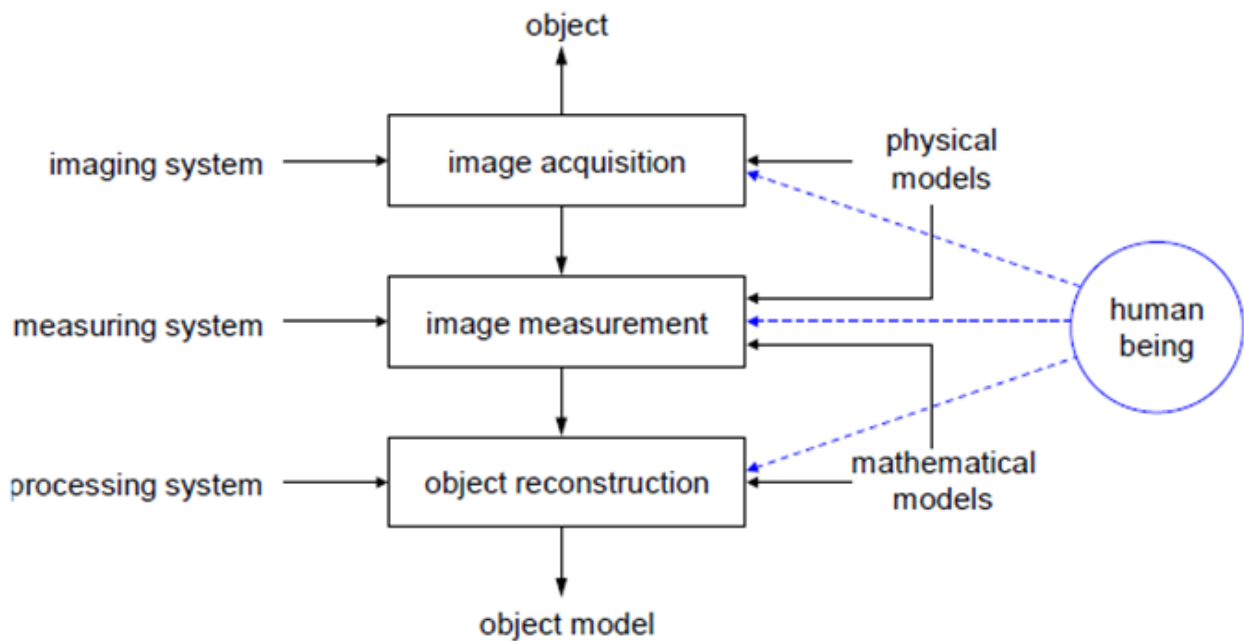 object
imaging system
image acquisition
physical
models
measuring system
image measurement
human
being
processing system
object reconstruction
mathematical
models
object model